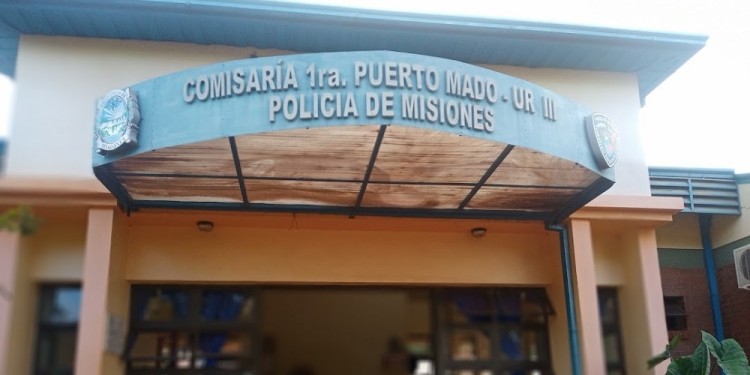 COMISARÍA 1ra. PUERTO MADO - UR III
POLICIA DE MISIONES